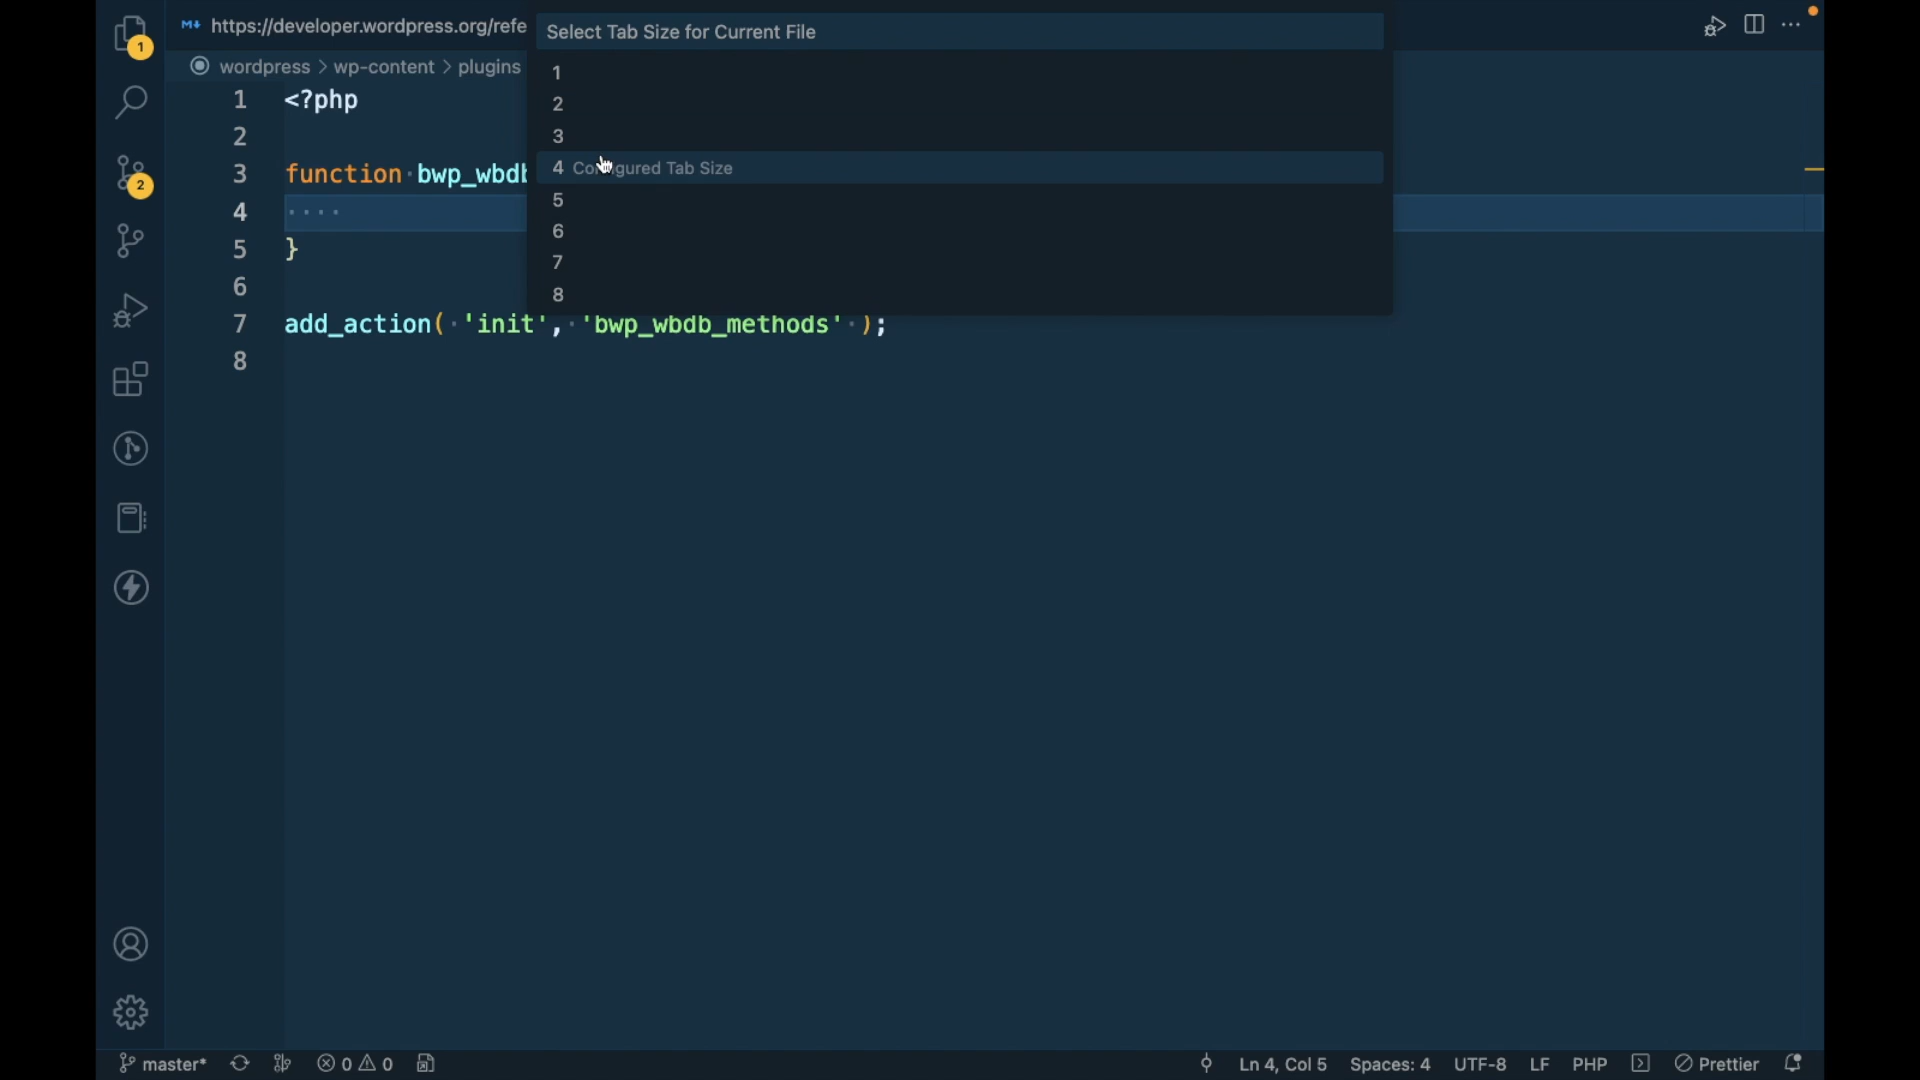 1
2
https://developer.wordpress.org/refe
Select Tab Size for Current File
wordpress > wp-content > plugins
1
2
3
4 Configured Tab Size
5
6
7
8
1 <?php
2
3 function bwp_wbdb
4 ····
5 }
6
7 add_action( 'init', 'bwp_wbdb_methods' );
8
master* 0 0 Ln 4, Col 5 Spaces: 4 UTF-8 LF PHP Prettier